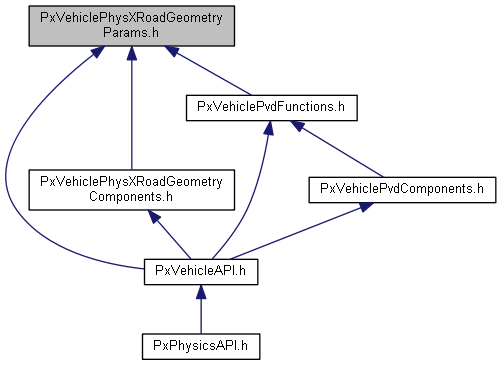 PxVehiclePhysXRoadGeometry
Params.h
PxVehiclePvdFunctions.h
PxVehiclePhysXRoadGeometry
Components.h
PxVehiclePvdComponents.h
PxVehicleAPI.h
PxPhysicsAPI.h